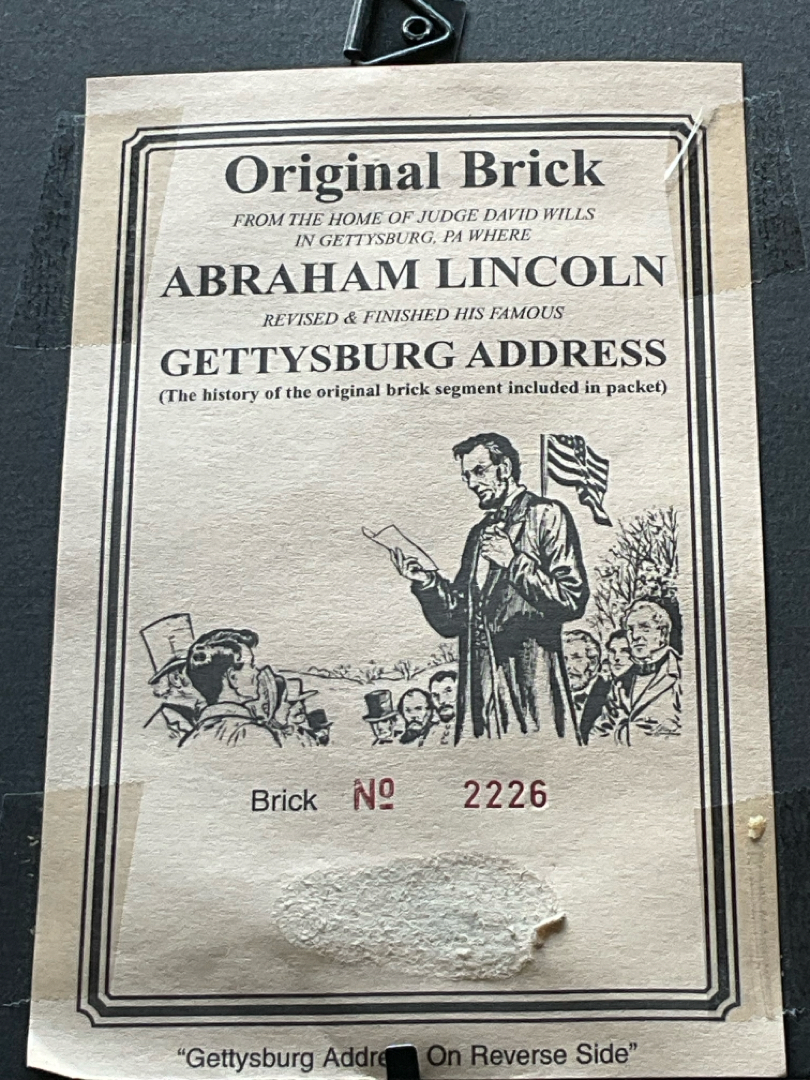 Original Brick
FROM THE HOME OF JUDGE DAVID WILLS
IN GETTYSBURG, PA WHERE
ABRAHAM LINCOLN
REVISED & FINISHED HIS FAMOUS
GETTYSBURG ADDRESS
(The history of the original brick segment included in packet)
Brick Nº 2226
"Gettysburg Addre On Reverse Side"